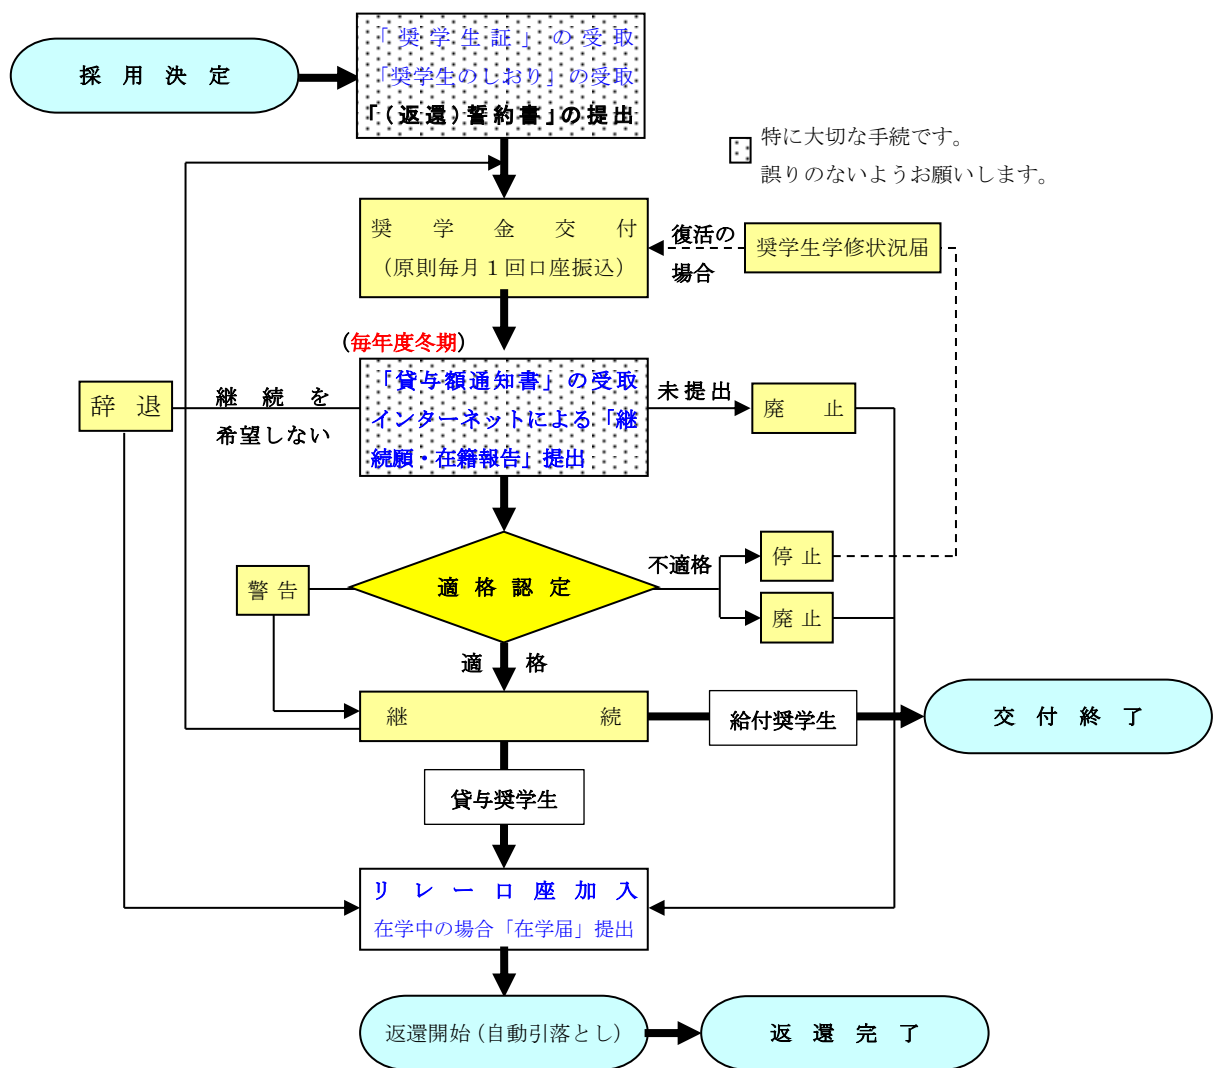 採用決定
「奨学生証」の受取
「奨学生のしおり」の受取
「（返還）誓約書」の提出
特に大切な手続です。
誤りのないようお願いします。
奨学金交付
（原則毎月１回口座振込）
復活の
場合
奨学生学修状況届
（毎年度冬期）
辞退
継続を
希望しない
「貸与額通知書」の受取
インターネットによる「継
続願・在籍報告」提出
未提出
廃止
適格認定
警告
不適格
停止
廃止
適格
継続
給付奨学生
交付終了
貸与奨学生
リレー口座加入
在学中の場合「在学届」提出
返還開始（自動引落とし）
返還完了